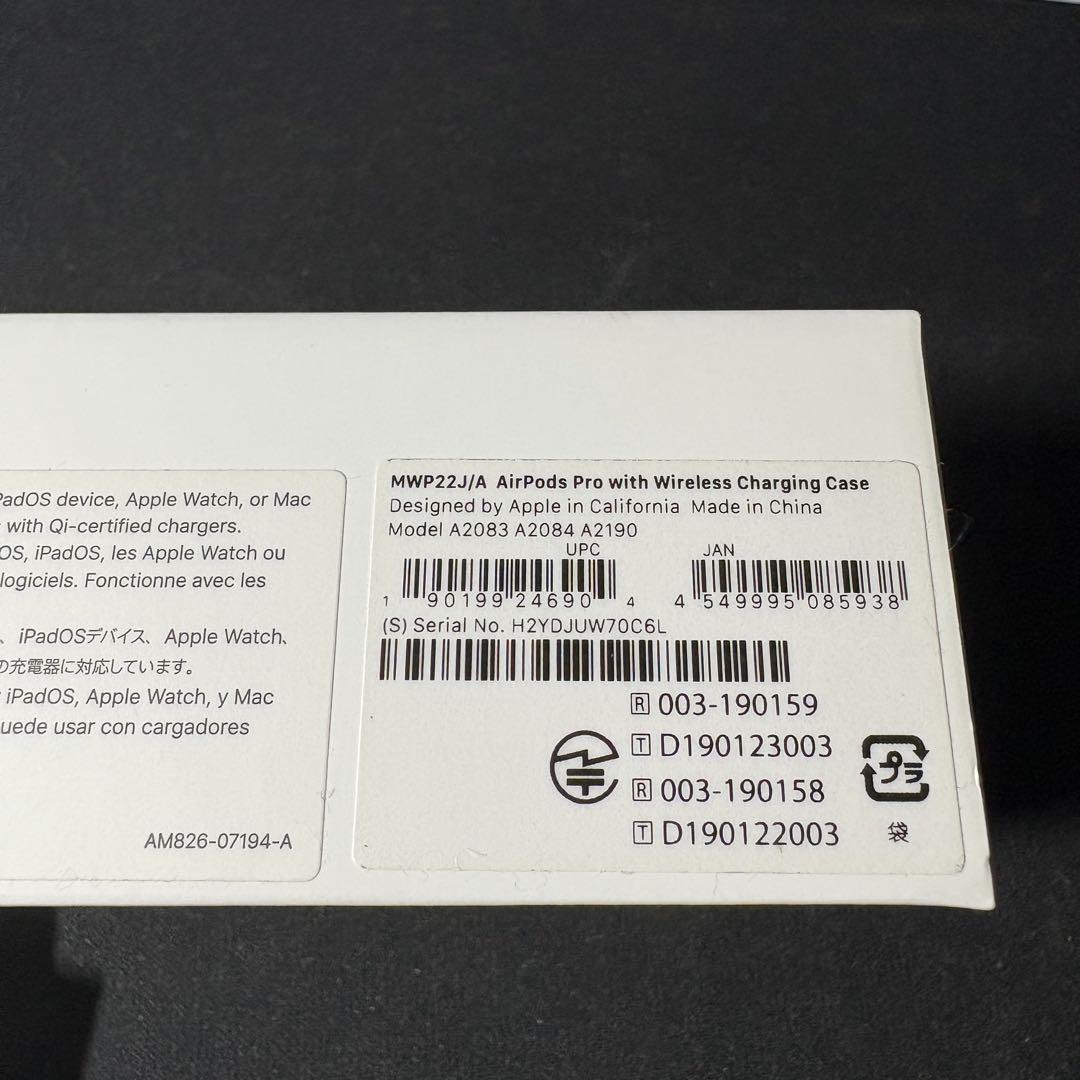 PadOS device, Apple Watch, or Mac
with Qi-certified chargers.
OS, iPadOS, les Apple Watch ou
logiciels. Fonctionne avec les
、iPadOSデバイス、Apple Watch、
の充電器に対応しています。
iPadOS, Apple Watch, y Mac
uede usar con cargadores
AM826-07194-A
MWP22J/A AirPods Pro with Wireless Charging Case
Designed by Apple in California Made in China
Model A2083 A2084 A2190
UPC
1 90199 24690 4
JAN
4 549995 085938
(S) Serial No. H2YDJUW70C6L
R 003-190159
T D190123003
R 003-190158
T D190122003
プラ
袋